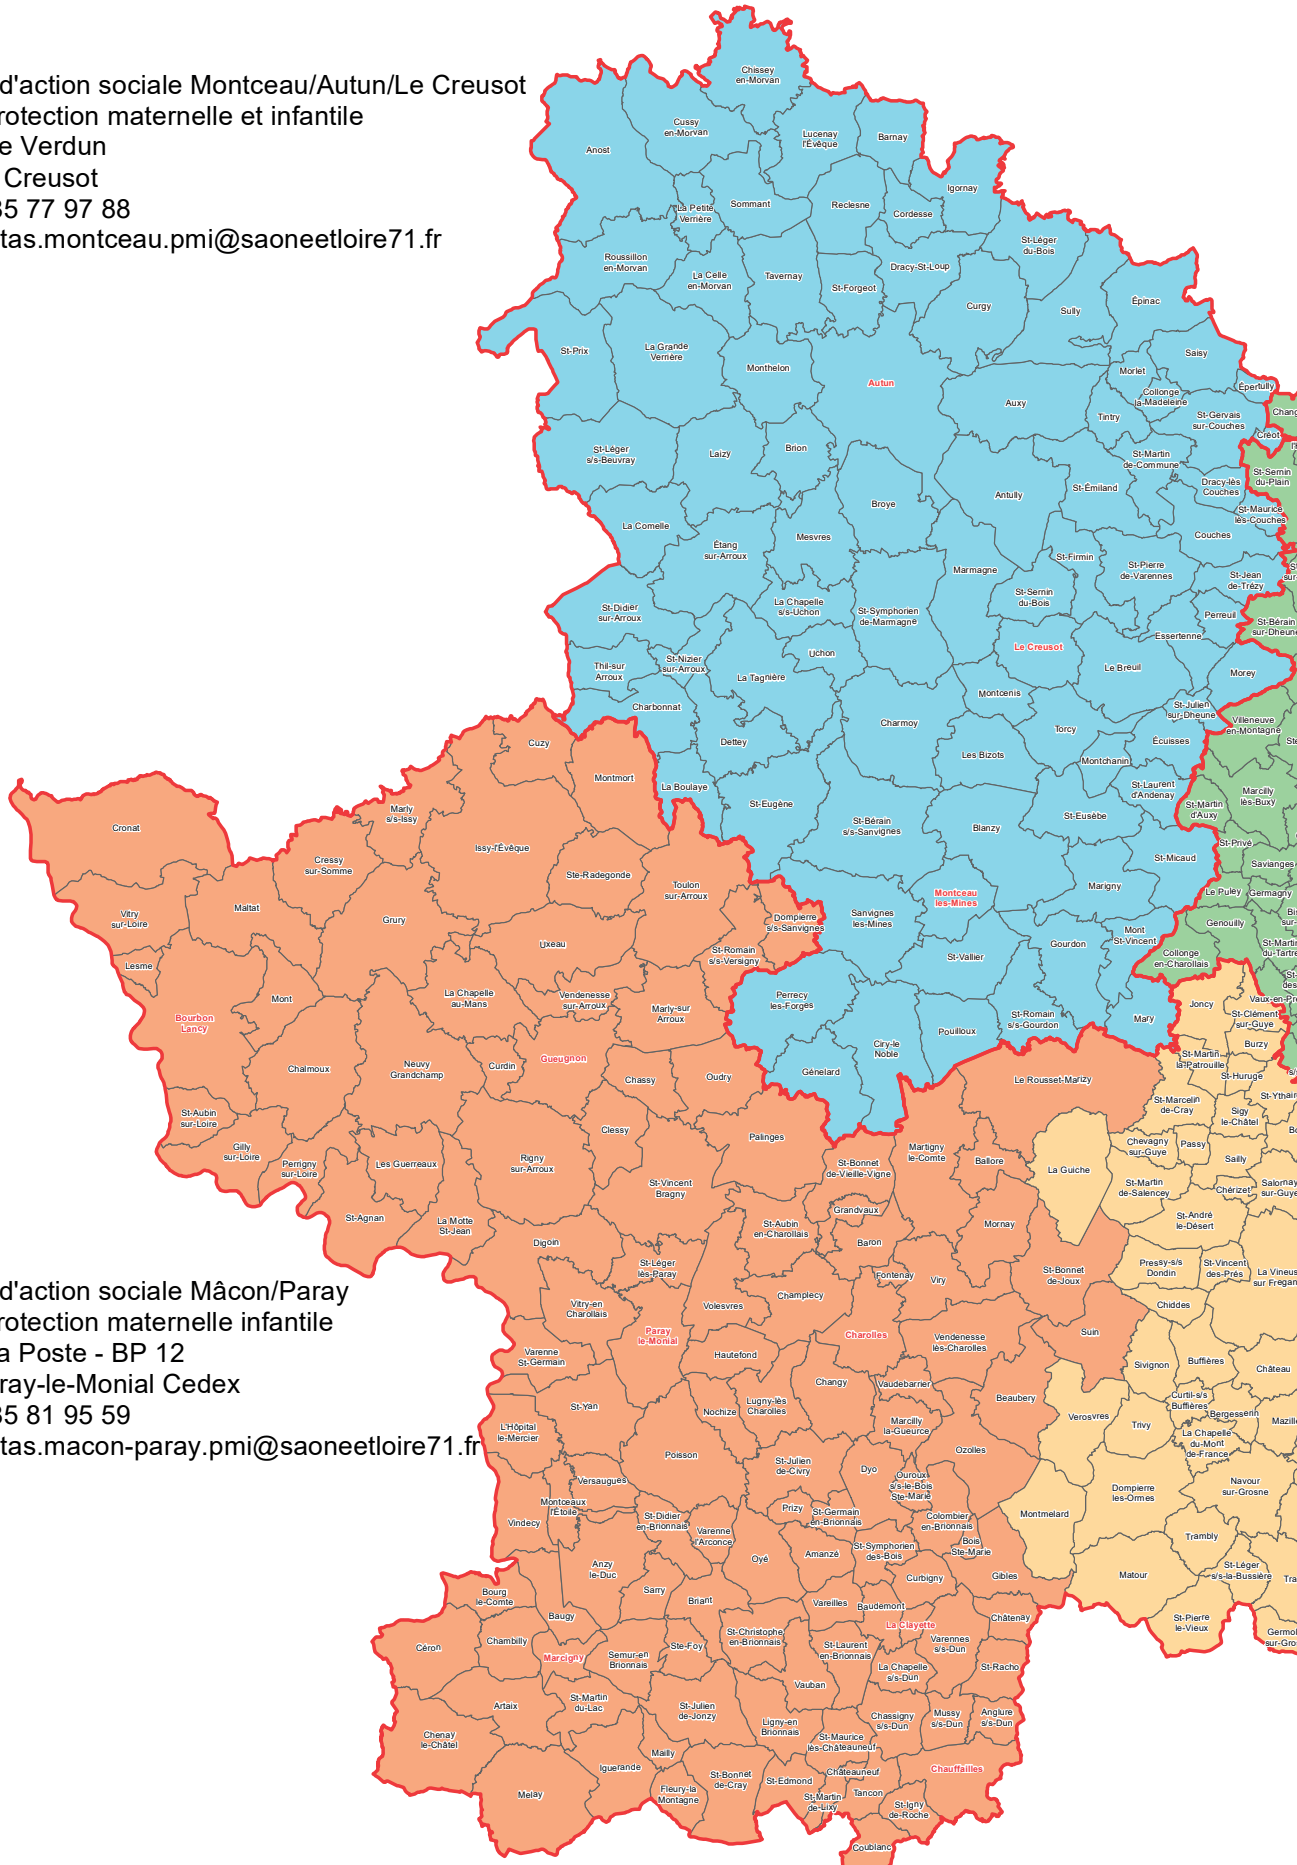 d'action sociale Montceau/Autun/Le Creusot
rotection maternelle et infantile
e Verdun
Creusot
35 77 97 88
tas.montceau.pmi@saoneetloire71.fr
Chissey
en-Morvan
Cussy
en-Morvan
Anost
Lucenay
l'Évêque
Barnay
Igornay
La Petite
Verrière
Sommant
Reclesne
Cordesse
St-Léger
du-Bois
Roussillon
en-Morvan
La Celle
en-Morvan
Tavernay
St-Forgeot
Dracy-St-Loup
Curgy
Sully
Épinac
St-Prix
La Grande
Verrière
Monthelon
Autun
Auxy
Saisy
Morlet
Collonge
la-Madeleine
Épertully
Tintry
St-Gervais
sur-Couches
Créot
Chang
St-Léger
s/s-Beuvray
Laizy
Brion
St-Martin
de-Commune
St-Sernin
du-Plain
Dracy-lès
Couches
Broye
Antully
St-Émiland
St-Maurice
lès-Couches
La Comelle
Étang
sur-Arroux
Mesvres
Couches
Marmagne
St-Firmin
St-Pierre
de-Varennes
St-Jean
de-Trézy
St-Didier
sur-Arroux
La Chapelle
s/s-Uchon
St-Symphorien
de-Marmagne
St-Sernin
du-Bois
Perreuil
St-Bérain
sur-Dheune
Essertenne
Le Creusot
Le Breuil
Morey
Thil-sur
Arroux
St-Nizier
sur-Arroux
La Tagnière
Uchon
Montcenis
Charbonnat
St-Julien
sur-Dheune
Villeneuve
en-Montagne
Charmoy
Torcy
Écuisses
Dettey
Les Bizots
Montchanin
Cuzy
Montmort
La Boulaye
St-Eugène
St-Laurent
d'Andenay
Marcilly
lès-Buxy
St-Martin
d'Auxy
St-Bérain
s/s-Sanvignes
Blanzy
St-Eusèbe
St-Privé
Cronat
Marly
s/s-Issy
Issy-l'Évêque
St-Micaud
Savianges
Cressy
sur-Somme
Ste-Radegonde
Toulon
sur-Arroux
Montceau
les-Mines
Marigny
Le Puley
Germagny
Maltat
Vitry
sur-Loire
Grury
Dompierre
s/s-Sanvignes
Sanvignes
les-Mines
Mont
St-Vincent
Genouilly
Gourdon
Uxeau
St-Romain
s/s-Versigny
St-Vallier
Collonge
en-Charollais
St-Martin
du-Tartre
Lesme
Mont
La Chapelle
au-Mans
Vendenesse
sur-Arroux
Marly-sur
Arroux
Perrecy
les-Forges
Joncy
Vaux-en-Pré
Bourbon
Lancy
St-Romain
s/s-Gourdon
Mary
St-Clément
sur-Guye
Pouilloux
Ciry-le
Noble
Burzy
Chalmoux
Neuvy
Grandchamp
Curdin
Gueugnon
Chassy
Oudry
Génelard
Le Rousset-Marizy
St-Martin
la-Patrouille
St-Huruge
St-Ythaire
St-Aubin
sur-Loire
St-Marcelin
de-Cray
Sigy
le-Châtel
Clessy
Palinges
Gilly
sur-Loire
Perrigny
sur-Loire
Les Guerreaux
Rigny
sur-Arroux
St-Vincent
Bragny
St-Bonnet
de-Vieille-Vigne
Martigny
le-Comte
Ballore
La Guiche
Chevagny
sur-Guye
Passy
Sailly
St-Martin
de-Salencey
Chérizet
Salornay
sur-Guye
St-Agnan
La Motte
St-Jean
Digoin
St-Aubin
en-Charollais
Grandvaux
Baron
Mornay
St-André
le-Désert
St-Léger
lès-Paray
Champlecy
Fontenay
Viry
St-Bonnet
de-Joux
Pressy-s/s
Dondin
St-Vincent
des-Prés
La Vineus
sur Frégan
d'action sociale Mâcon/Paray
rotection maternelle infantile
a Poste - BP 12
ray-le-Monial Cedex
35 81 95 59
tas.macon-paray.pmi@saoneetloire71.fr
Vitry-en
Charollais
Volesvres
Chiddes
Paray
le-Monial
Charolles
Vendenesse
lès-Charolles
Suin
Varenne
St-Germain
Hautefond
Sivignon
Buffières
Château
Changy
Vaudebarrier
Beaubery
St-Yan
Nochize
Lugny-lès
Charolles
Curtil-s/s
Buffières
Bergesserin
Verosvres
Trivy
Mazille
L'Hôpital
le-Mercier
Marcilly
la-Gueurce
La Chapelle
du-Mont
de-France
Poisson
Ozolles
St-Julien
de-Civry
Dyo
Ouroux
s/s-le-Bois
Ste-Marie
Versaugues
Dompierre
les-Ormes
Navour
sur-Grosne
Montceaux
l'Étoile
Vindecy
St-Didier
en-Brionnais
Varenne
l'Arconce
Prizy
St-Germain
en-Brionnais
Colombier
en-Brionnais
Montmelard
Trambly
Oyé
Amanzé
St-Symphorien
des-Bois
Bois
Ste-Marie
Anzy
le-Duc
Curbigny
Gibles
Matour
St-Léger
s/s-la-Bussière
Tra
Bourg
le-Comte
Sarry
Briant
Vareilles
Baudemont
Baugy
La Clayette
Châtenay
St-Pierre
le-Vieux
Céron
Chambilly
Marcigny
Semur-en
Brionnais
Ste-Foy
St-Christophe
en-Brionnais
St-Laurent
en-Brionnais
Varennes
s/s-Dun
Germol
sur-Gro
La Chapelle
s/s-Dun
St-Racho
Artaix
St-Martin
du-Lac
Vauban
St-Julien
de-Jonzy
Ligny-en
Brionnais
Chassigny
s/s-Dun
Mussy
s/s-Dun
Anglure
s/s-Dun
Chenay
le-Châtel
St-Maurice
lès-Châteauneuf
Mailly
Iguerande
Châteauneuf
Chauffailles
Melay
Fleury-la
Montagne
St-Bonnet
de-Cray
St-Edmond
St-Martin
de-Lixy
Tancon
St-Igny
de-Roche
Coublanc